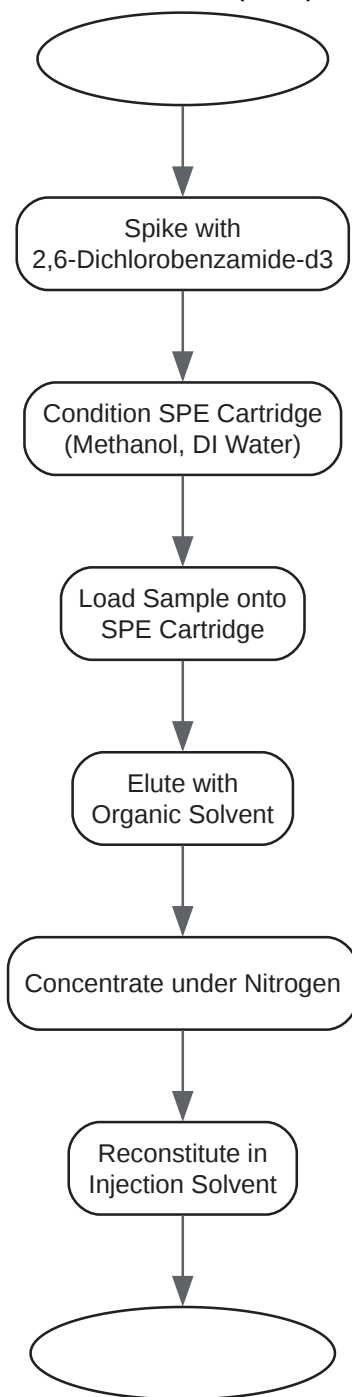 Spike with
2,6-Dichlorobenzamide-d3
Condition SPE Cartridge
(Methanol, DI Water)
Load Sample onto
SPE Cartridge
Elute with
Organic Solvent
Concentrate under Nitrogen
Reconstitute in
Injection Solvent